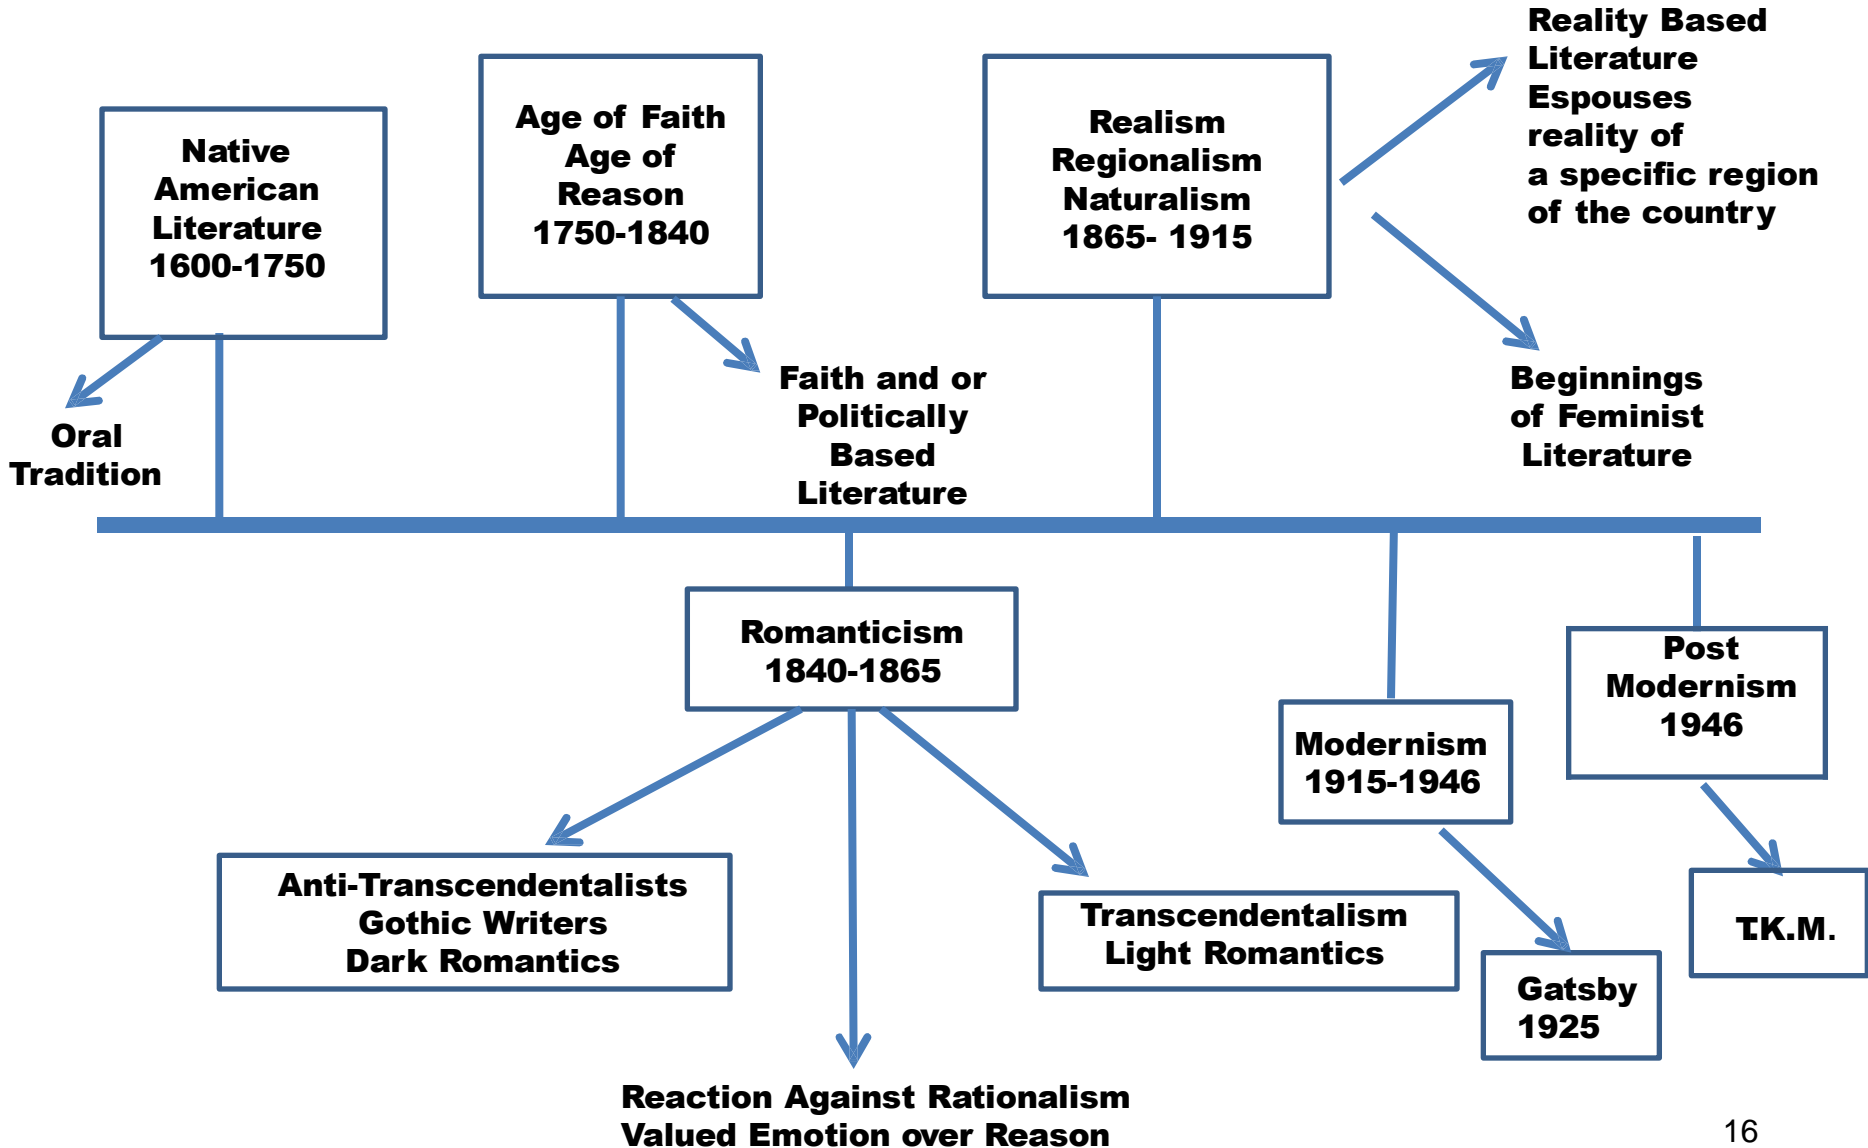 Native
American
Literature
1600-1750
Oral
Tradition
Age of Faith
Age of
Reason
1750-1840
Faith and or
Politically
Based
Literature
Realism
Regionalism
Naturalism
1865- 1915
Reality Based
Literature
Espouses
reality of
a specific region
of the country
Beginnings
of Feminist
Literature
Romanticism
1840-1865
Anti-Transcendentalists
Gothic Writers
Dark Romantics
Reaction Against Rationalism
Valued Emotion over Reason
Transcendentalism
Light Romantics
Modernism
1915-1946
Gatsby
1925
Post
Modernism
1946
T.K.M.
16